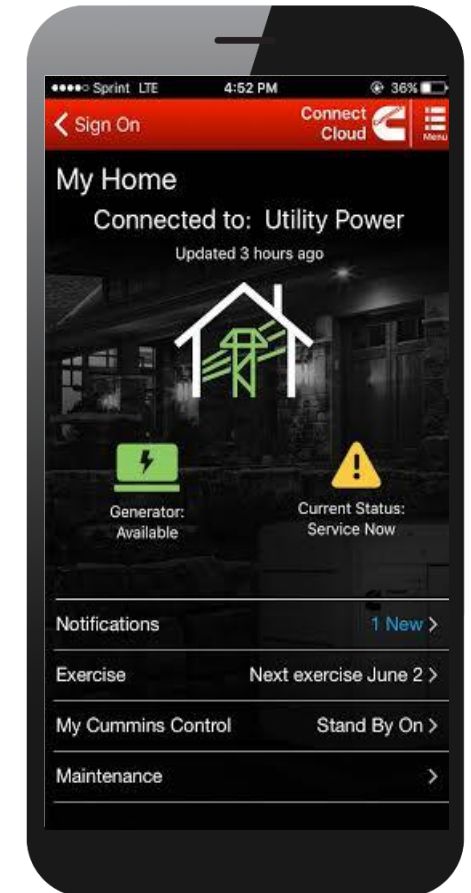 Sprint LTE 4:52 PM 36%
Sign On
Connect
Cloud
Menu
My Home
Connected to: Utility Power
Updated 3 hours ago
Generator:
Available
Current Status:
Service Now
Notifications 1 New
Exercise Next exercise June 2
My Cummins Control Stand By On
Maintenance